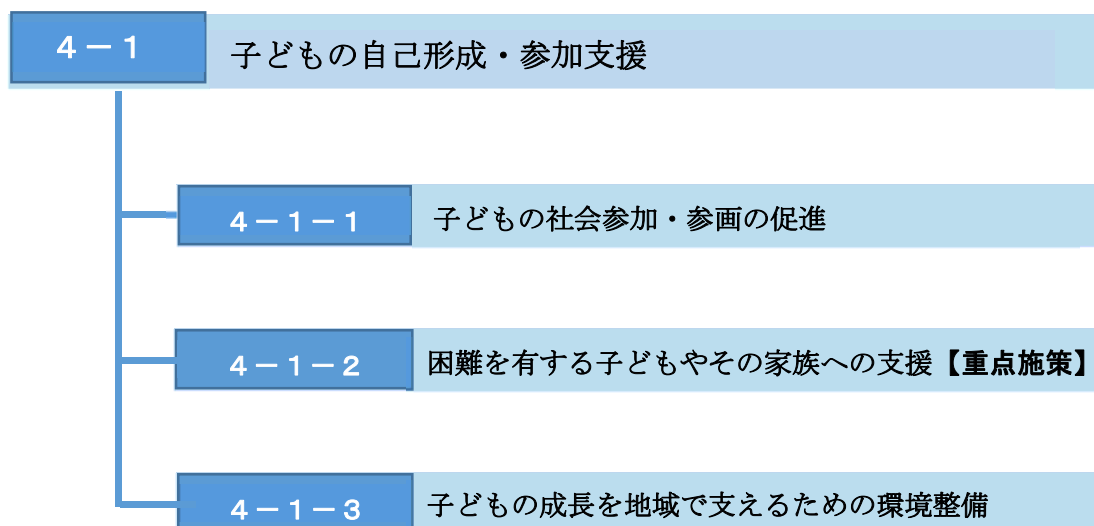 4－1 子どもの自己形成・参加支援
4－1－1 子どもの社会参加・参画の促進
4－1－2 困難を有する子どもやその家族への支援【重点施策】
4－1－3 子どもの成長を地域で支えるための環境整備